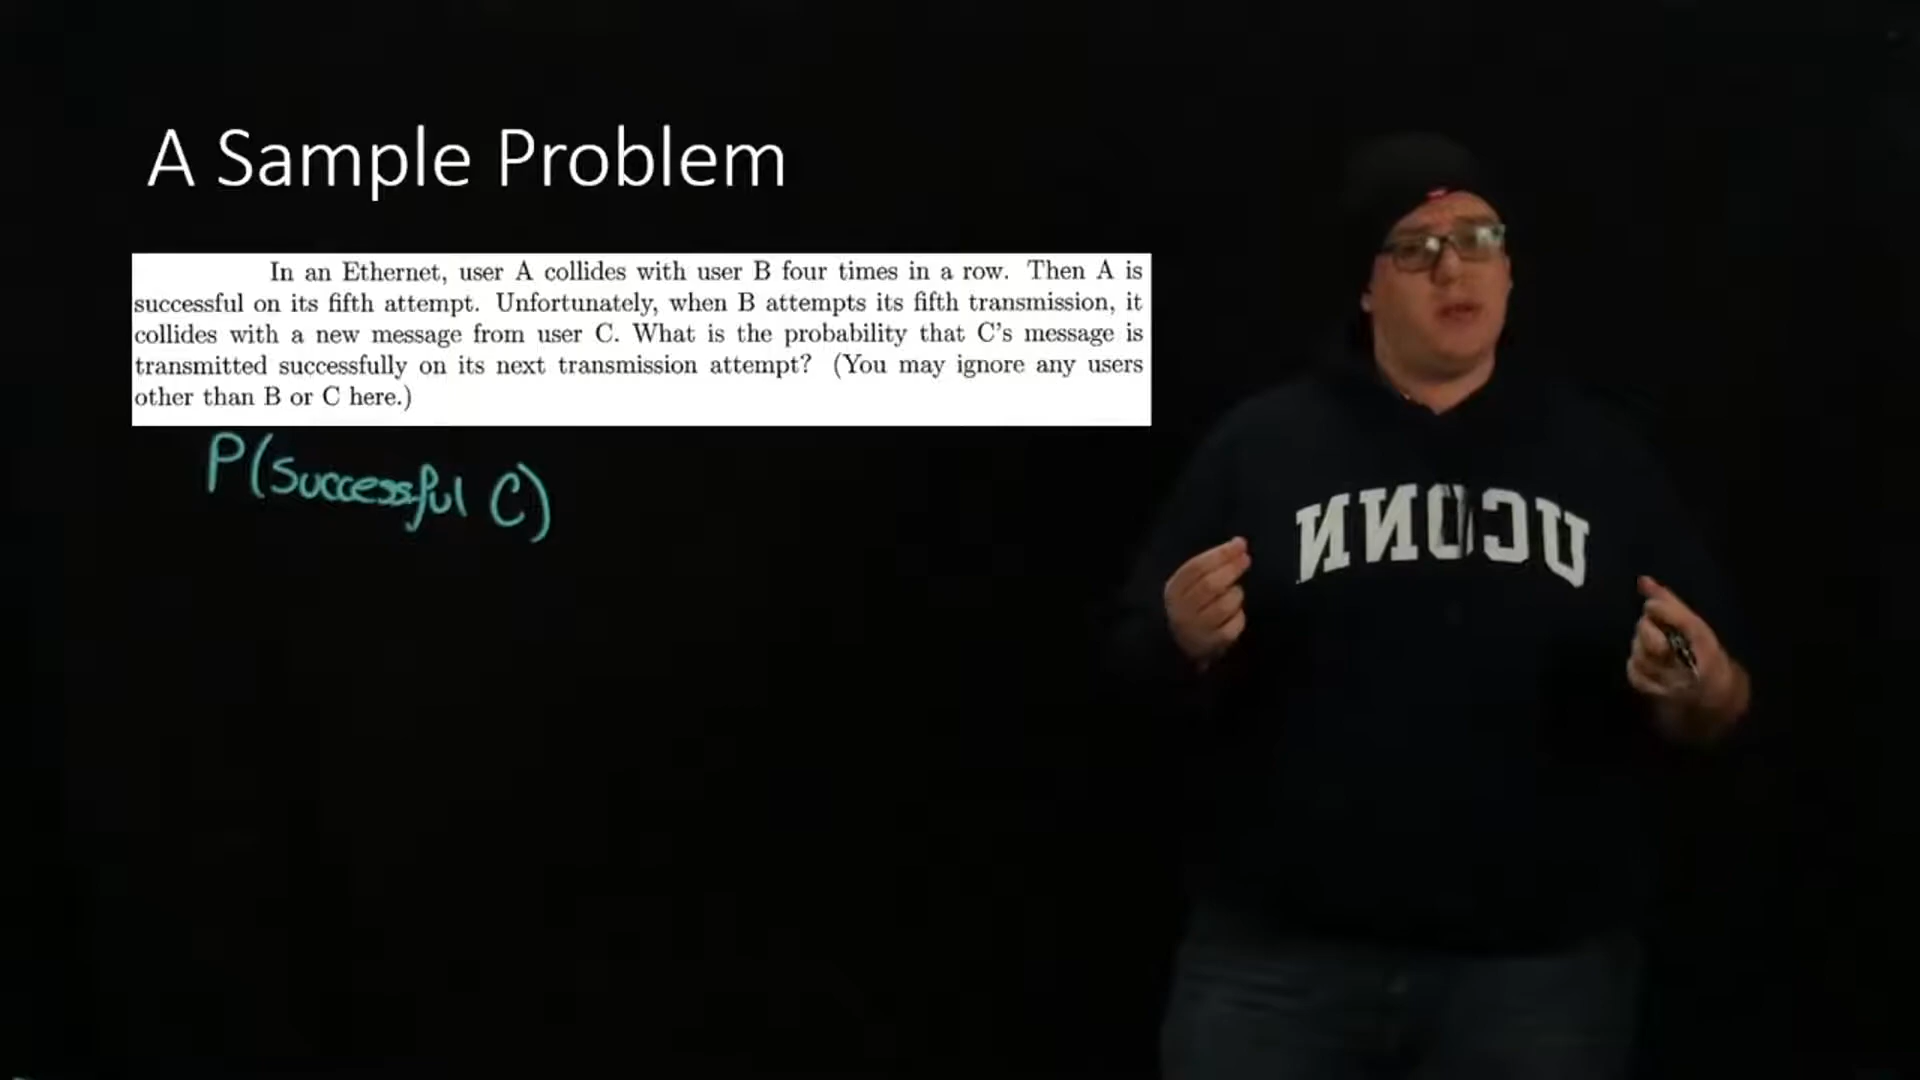 A Sample Problem
In an Ethernet, user A collides with user B four times in a row. Then A is
successful on its fifth attempt. Unfortunately, when B attempts its fifth transmission, it
collides with a new message from user C. What is the probability that C's message is
transmitted successfully on its next transmission attempt? (You may ignore any users
other than B or C here.)
P(Successful C)
UCONN